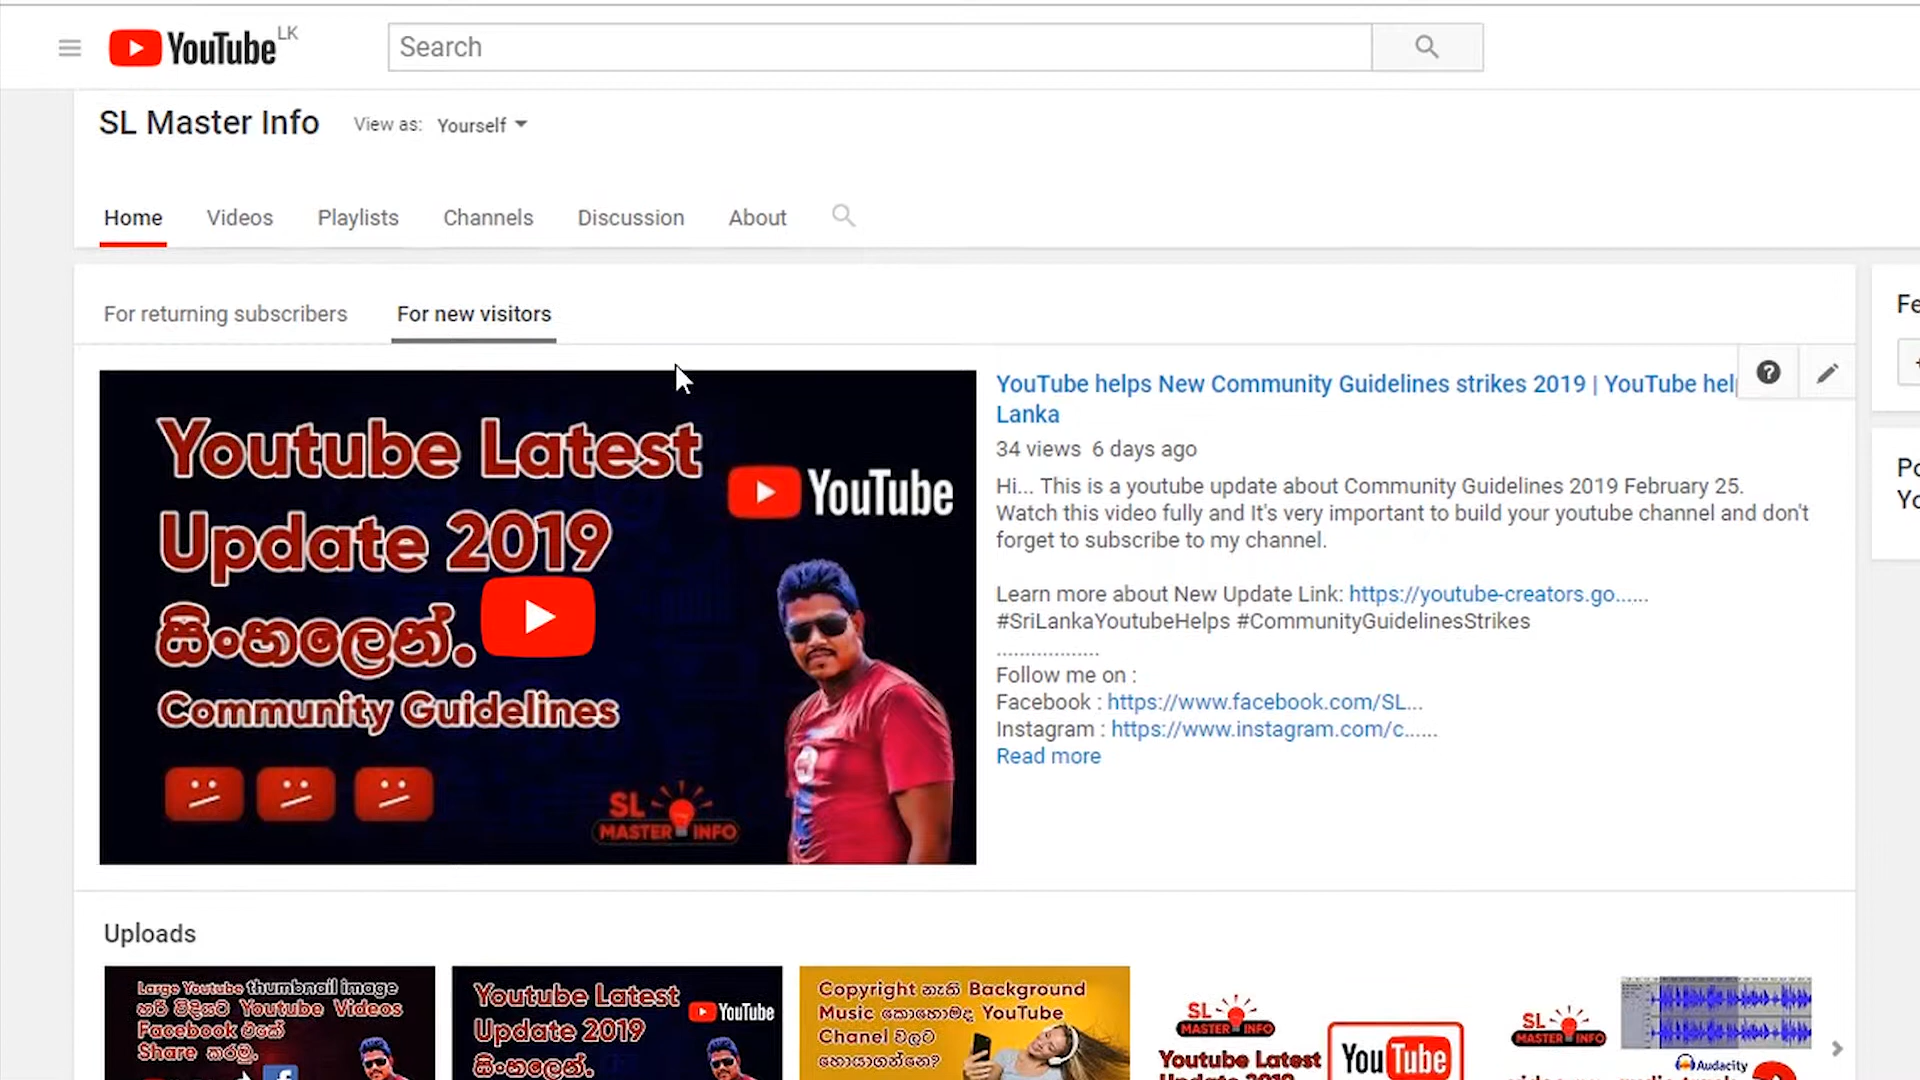 YouTube LK
Search
SL Master Info View as: Yourself
Home Videos Playlists Channels Discussion About
For returning subscribers For new visitors
Youtube Latest
Update 2019
සිංහලෙන්.
Community Guidelines
YouTube
SL
MASTER INFO
YouTube helps New Community Guidelines strikes 2019 | YouTube hel
Lanka
34 views 6 days ago
Hi... This is a youtube update about Community Guidelines 2019 February 25.
Watch this video fully and It's very important to build your youtube channel and don't
forget to subscribe to my channel.
Learn more about New Update Link: https://youtube-creators.go......
#SriLankaYoutubeHelps #CommunityGuidelinesStrikes
..................
Follow me on :
Facebook : https://www.facebook.com/SL...
Instagram : https://www.instagram.com/c......
Read more
Fe
Po
Yo
Uploads
Large Youtube thumbnail image
හරි විදියට Youtube Videos
Facebook එකේ
Share කරමු.
Youtube Latest
Update 2019
සිංහලෙන්.
YouTube
Copyright නැති Background
Music කොහොමද YouTube
Chanel වලට
හොයාගන්නෙ?
SL
MASTER INFO
Youtube Latest
Update 2019
YouTube
SL
MASTER INFO
Audacity